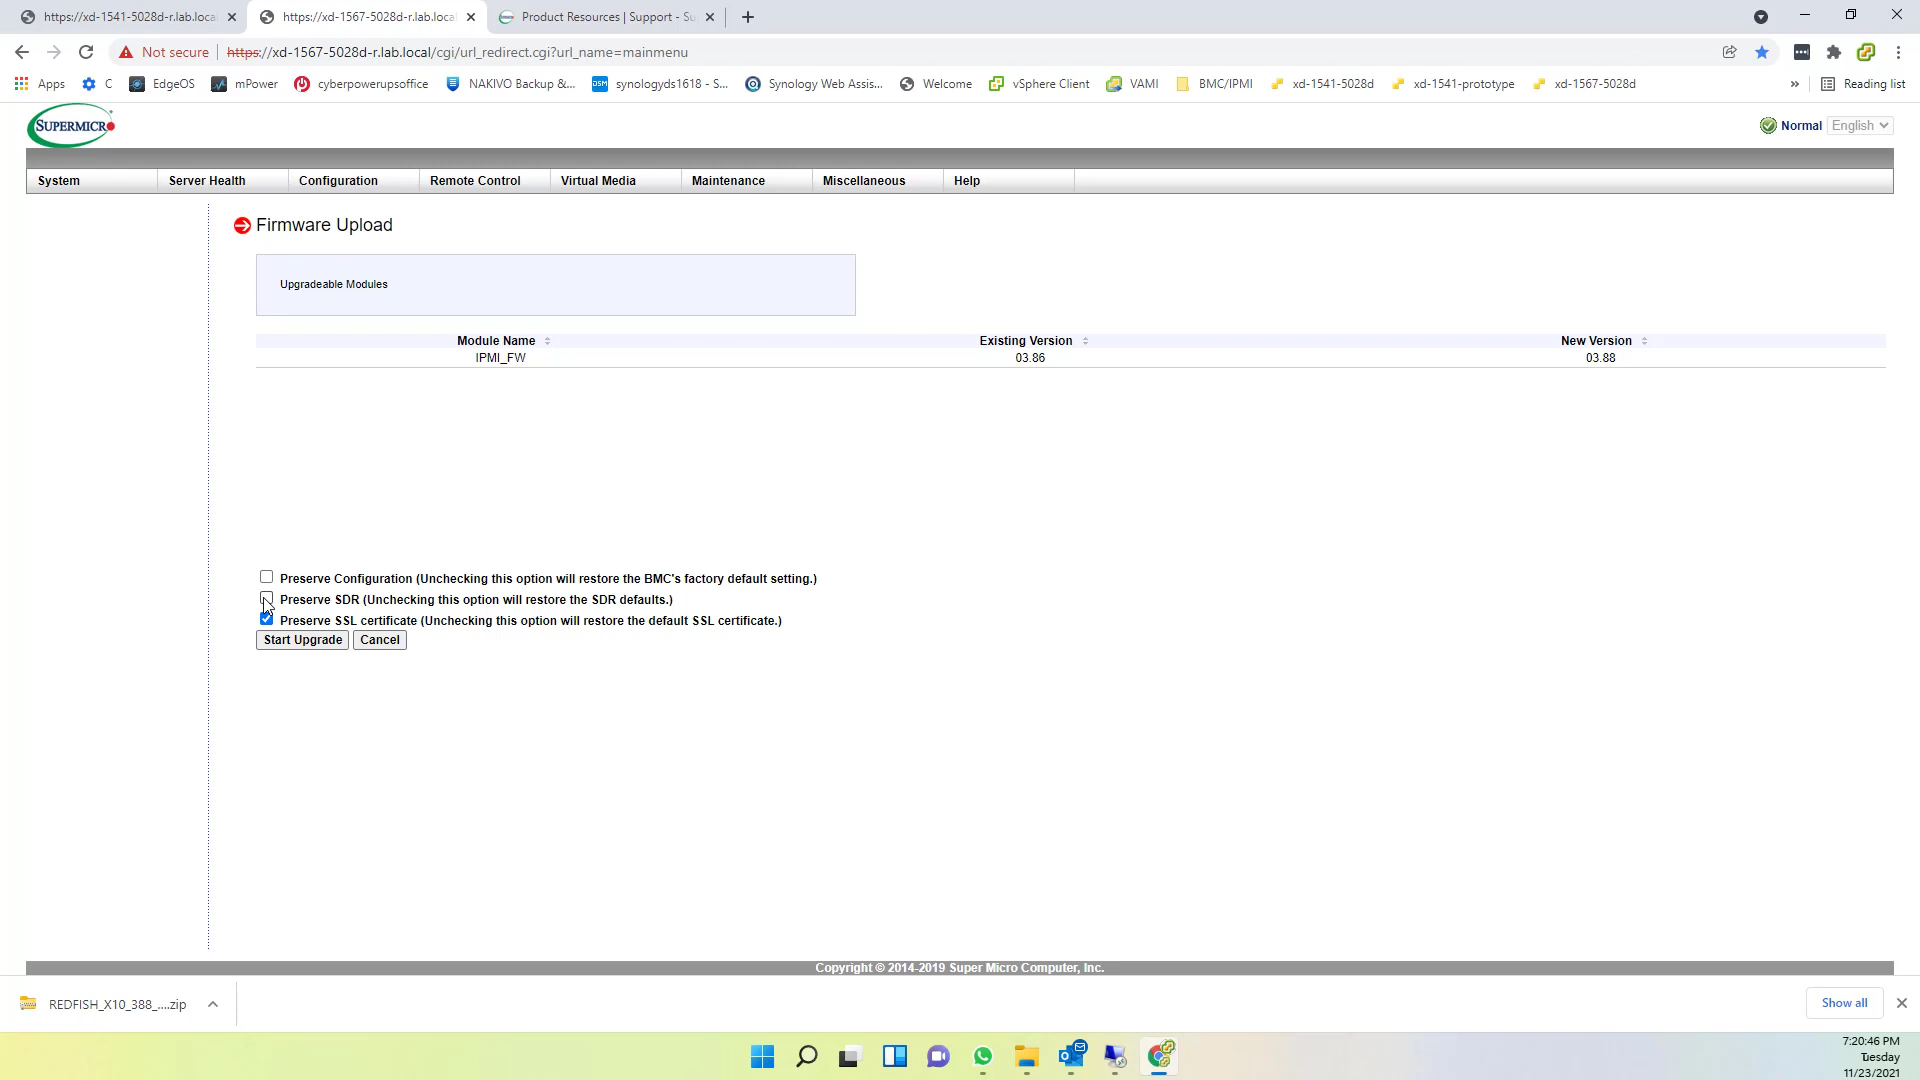 https://xd-1541-5028d-r.lab.loca
https://xd-1567-5028d-r.lab.loca
Product Resources | Support - Su
Not secure
https://xd-1567-5028d-r.lab.local/cgi/url_redirect.cgi?url_name=mainmenu
Apps
C
EdgeOS
mPower
cyberpowerupsoffice
NAKIVO Backup &...
DSM
synologyds1618 - S...
Synology Web Assis...
Welcome
vSphere Client
VAMI
BMC/IPMI
xd-1541-5028d
xd-1541-prototype
xd-1567-5028d
»
Reading list
SUPERMICR
Normal
English
System
Server Health
Configuration
Remote Control
Virtual Media
Maintenance
Miscellaneous
Help
Firmware Upload
Upgradeable Modules
Module Name
Existing Version
New Version
IPMI_FW
03.86
03.88
Preserve Configuration (Unchecking this option will restore the BMC's factory default setting.)
Preserve SDR (Unchecking this option will restore the SDR defaults.)
Preserve SSL certificate (Unchecking this option will restore the default SSL certificate.)
Start Upgrade
Cancel
Copyright © 2014-2019 Super Micro Computer, Inc.
REDFISH_X10_388_....zip
Show all
7:20:46 PM
Tuesday
11/23/2021